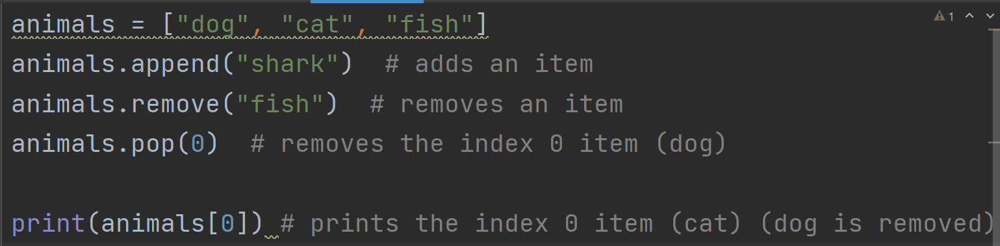 animals = ["dog", "cat", "fish"]
1
animals.append("shark")  # adds an item
animals.remove("fish")  # removes an item
animals.pop(0)  # removes the index 0 item (dog)
print(animals[0]) # prints the index 0 item (cat) (dog is removed)